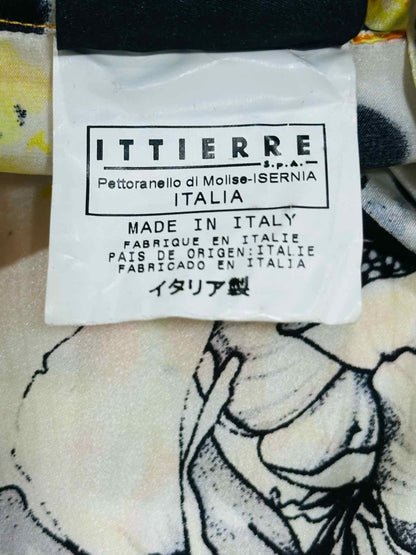 ITTIERRE
S.p.A.
Pettoranello di Molise-ISERNIA
ITALIA
MADE IN ITALY
FABRIQUE EN ITALIE
PAIS DE ORIGEN:ITALIE
FABRICADO EN ITALIA
イタリア製